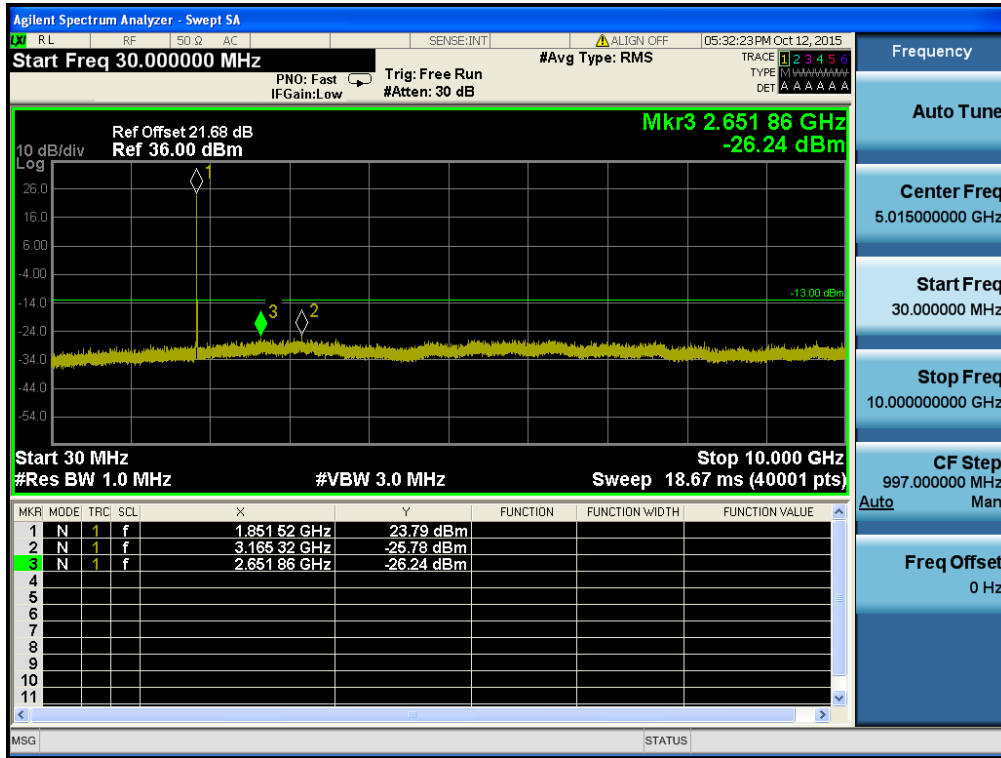 Agilent Spectrum Analyzer - Swept SA
LXI RL RF 50 Ω AC SENSE:INT ALIGN OFF 05:32:23 PM Oct 12, 2015
Start Freq 30.000000 MHz
PNO: Fast
IFGain:Low
Trig: Free Run
#Atten: 30 dB
#Avg Type: RMS
TRACE 1 2 3 4 5 6
TYPE M W W W W W
DET A A A A A A
Ref Offset 21.68 dB
10 dB/div Ref 36.00 dBm
Log
Mkr3 2.651 86 GHz
-26.24 dBm
1
26.0
16.0
6.00
-4.00
-14.0
-24.0
-34.0
-44.0
-54.0
-13.00 dBm
3 2
Start 30 MHz Stop 10.000 GHz
#Res BW 1.0 MHz #VBW 3.0 MHz Sweep 18.67 ms (40001 pts)
MKR MODE TRC SCL X Y FUNCTION FUNCTION WIDTH FUNCTION VALUE
1 N 1 f 1.851 52 GHz 23.79 dBm
2 N 1 f 3.165 32 GHz -25.78 dBm
3 N 1 f 2.651 86 GHz -26.24 dBm
4
5
6
7
8
9
10
11
MSG STATUS
Frequency
Auto Tune
Center Freq
5.015000000 GHz
Start Freq
30.000000 MHz
Stop Freq
10.000000000 GHz
CF Step
997.000000 MHz
Auto Man
Freq Offset
0 Hz